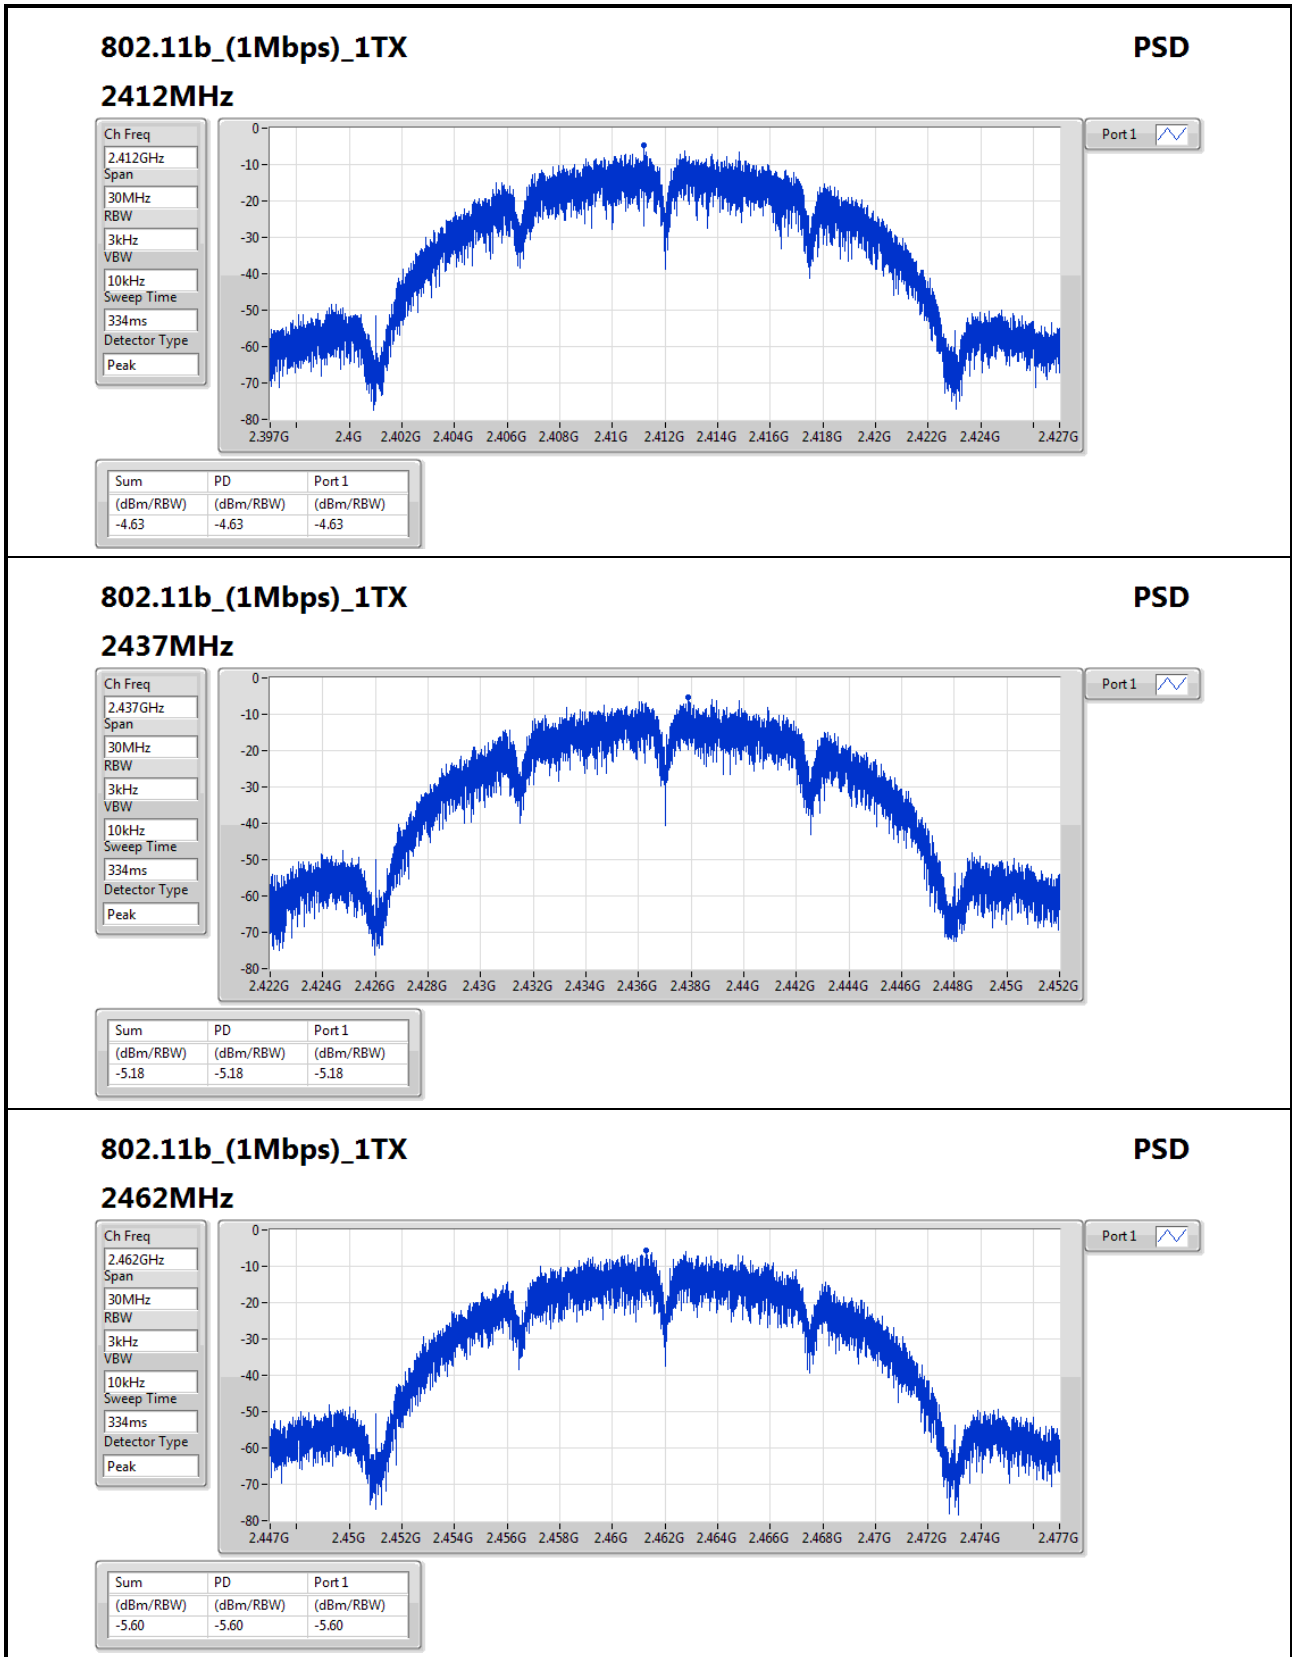 802.11b_(1Mbps)_1TX PSD
2412MHz
Ch Freq
2.412GHz
Span
30MHz
RBW
3kHz
VBW
10kHz
Sweep Time
334ms
Detector Type
Peak
0
-10
-20
-30
-40
-50
-60
-70
-80
2.397G 2.4G 2.402G 2.404G 2.406G 2.408G 2.41G 2.412G 2.414G 2.416G 2.418G 2.42G 2.422G 2.424G 2.427G
Port 1
Sum PD Port 1
(dBm/RBW) (dBm/RBW) (dBm/RBW)
-4.63 -4.63 -4.63
802.11b_(1Mbps)_1TX PSD
2437MHz
Ch Freq
2.437GHz
Span
30MHz
RBW
3kHz
VBW
10kHz
Sweep Time
334ms
Detector Type
Peak
0
-10
-20
-30
-40
-50
-60
-70
-80
2.422G 2.424G 2.426G 2.428G 2.43G 2.432G 2.434G 2.436G 2.438G 2.44G 2.442G 2.444G 2.446G 2.448G 2.45G 2.452G
Port 1
Sum PD Port 1
(dBm/RBW) (dBm/RBW) (dBm/RBW)
-5.18 -5.18 -5.18
802.11b_(1Mbps)_1TX PSD
2462MHz
Ch Freq
2.462GHz
Span
30MHz
RBW
3kHz
VBW
10kHz
Sweep Time
334ms
Detector Type
Peak
0
-10
-20
-30
-40
-50
-60
-70
-80
2.447G 2.45G 2.452G 2.454G 2.456G 2.458G 2.46G 2.462G 2.464G 2.466G 2.468G 2.47G 2.472G 2.474G 2.477G
Port 1
Sum PD Port 1
(dBm/RBW) (dBm/RBW) (dBm/RBW)
-5.60 -5.60 -5.60